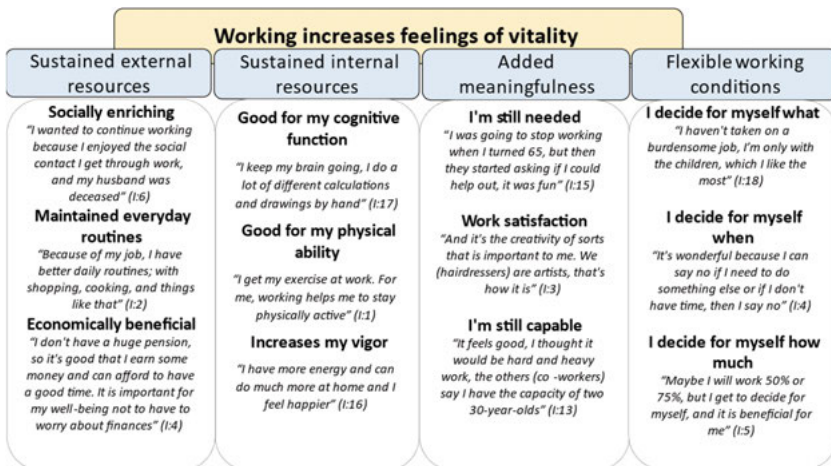 Working increases feelings of vitality
Sustained external
resources
Socially enriching
"I wanted to continue working
because I enjoyed the social
contact I get through work,
and my husband was
deceased" (I:6)
Maintained everyday
routines
"Because of my job, I have
better daily routines; with
shopping, cooking, and things
like that" (I:2)
Economically beneficial
"I don't have a huge pension,
so it's good that I earn some
money and can afford to have
a good time. It is important for
my well-being not to have to
worry about finances" (I:4)
Sustained internal
resources
Good for my cognitive
function
"I keep my brain going, I do a
lot of different calculations
and drawings by hand" (I:17)
Good for my physical
ability
"I get my exercise at work. For
me, working helps me to stay
physically active" (I:1)
Increases my vigor
"I have more energy and can
do much more at home and I
feel happier" (I:16)
Added
meaningfulness
I'm still needed
"I was going to stop working
when I turned 65, but then
they started asking if I could
help out, it was fun" (I:15)
Work satisfaction
"And it's the creativity of sorts
that is important to me. We
(hairdressers) are artists, that's
how it is" (I:3)
I'm still capable
"It feels good, I thought it
would be hard and heavy
work, the others (co -workers)
say I have the capacity of two
30-year-olds" (I:13)
Flexible working
conditions
I decide for myself what
"I haven't taken on a
burdensome job, I'm only with
the children, which I like the
most" (I:18)
I decide for myself
when
"It's wonderful because I can
say no if I need to do
something else or if I don't
have time, then I say no" (I:4)
I decide for myself how
much
"Maybe I will work 50% or
75%, but I get to decide for
myself, and it is beneficial for
me" (I:5)